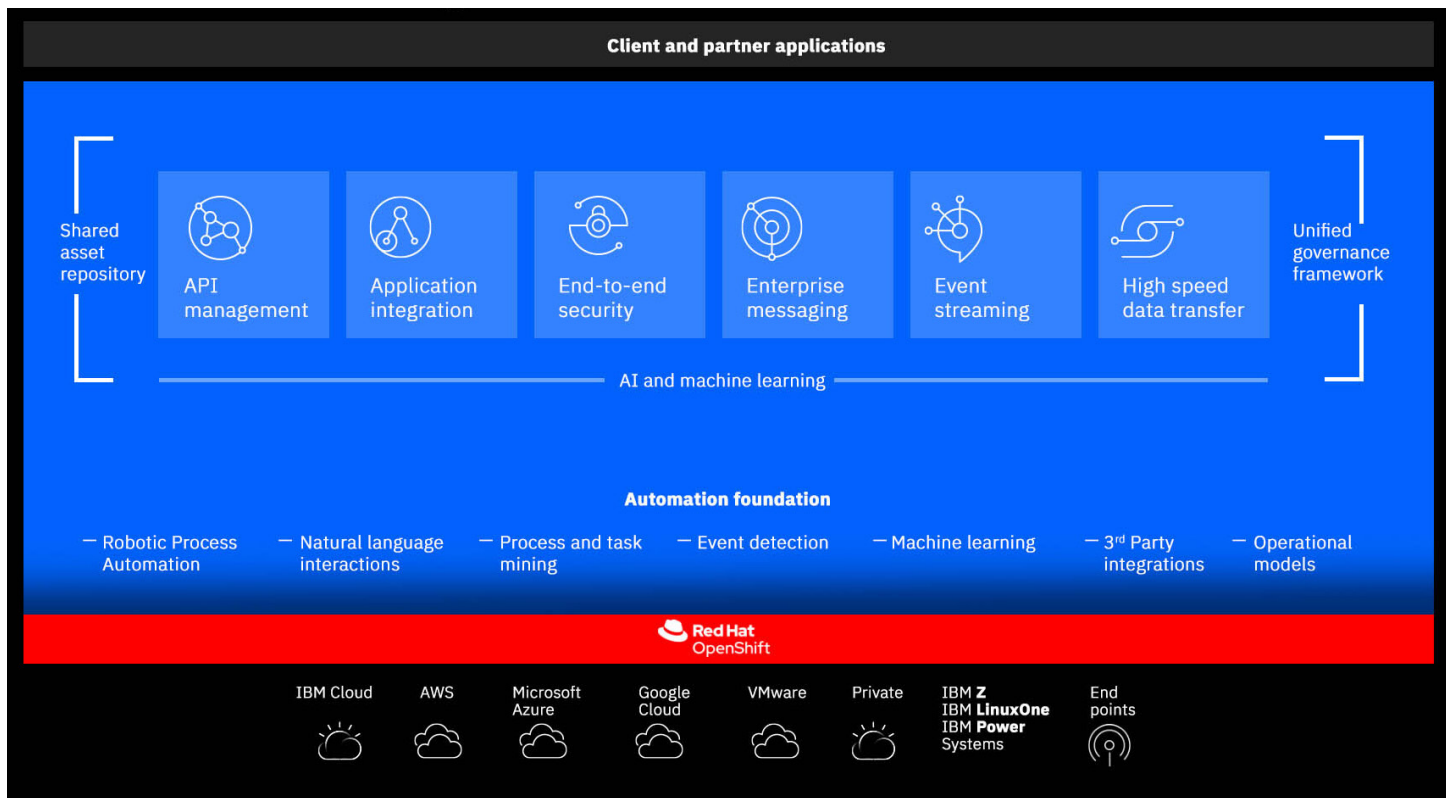 Client and partner applications
Shared
asset
repository
API
management
Application
integration
End-to-end
security
Enterprise
messaging
Event
streaming
High speed
data transfer
Unified
governance
framework
AI and machine learning
Automation foundation
— Robotic Process
Automation
— Natural language
interactions
— Process and task
mining
— Event detection
— Machine learning
— 3rd Party
integrations
— Operational
models
Red Hat
OpenShift
IBM Cloud
AWS
Microsoft
Azure
Google
Cloud
VMware
Private
IBM Z
IBM LinuxOne
IBM Power
Systems
End
points